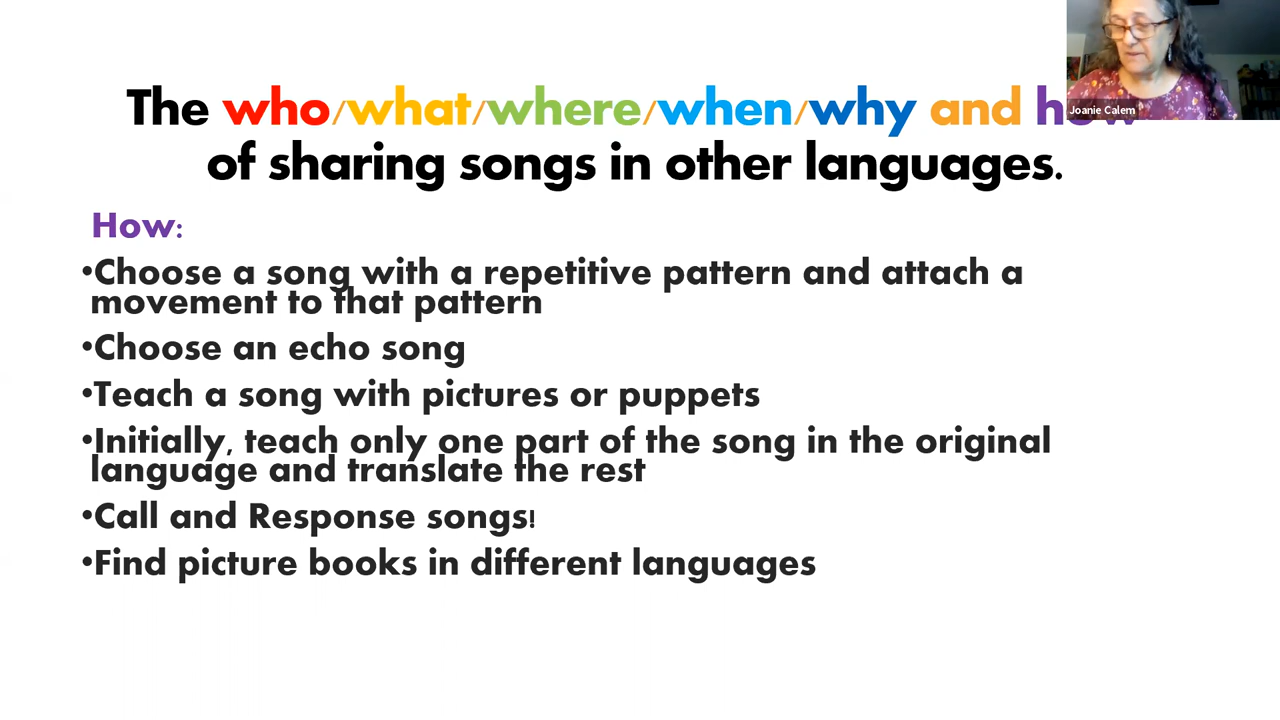 The who/what/where/when/why and how
of sharing songs in other languages.
Joanie Calem
How:
•Choose a song with a repetitive pattern and attach a
movement to that pattern
•Choose an echo song
•Teach a song with pictures or puppets
•Initially, teach only one part of the song in the original
language and translate the rest
•Call and Response songs!
•Find picture books in different languages